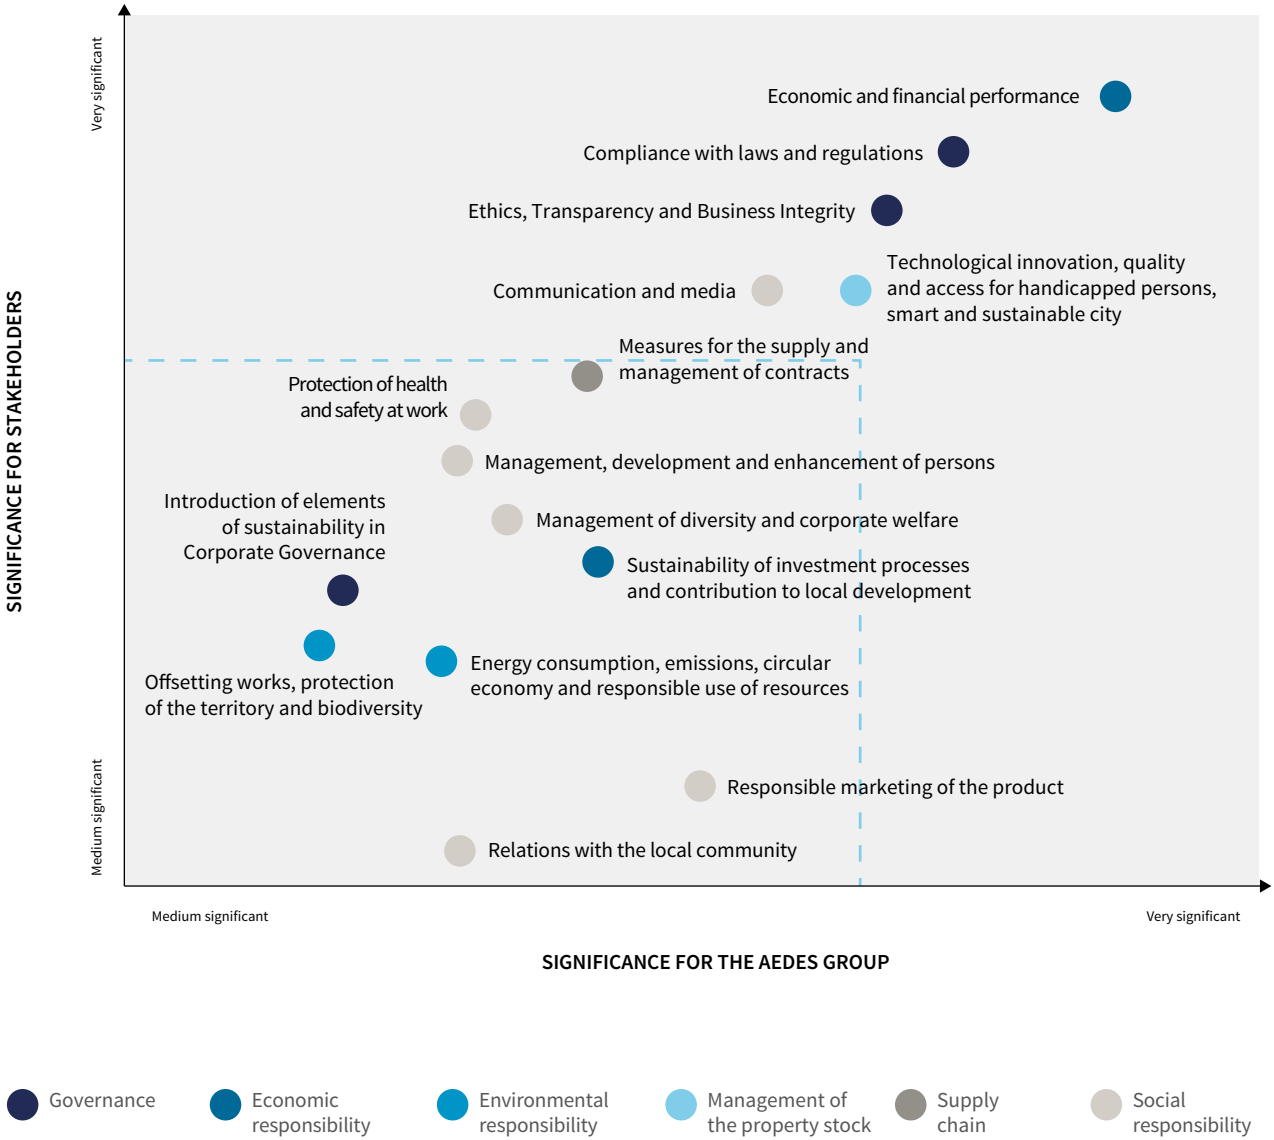 Very significant
Economic and financial performance
Compliance with laws and regulations
Ethics, Transparency and Business Integrity
Technological innovation, quality
and access for handicapped persons,
smart and sustainable city
Communication and media
Measures for the supply and
management of contracts
Protection of health
and safety at work
Management, development and enhancement of persons
Introduction of elements
of sustainability in
Corporate Governance
Management of diversity and corporate welfare
Sustainability of investment processes
and contribution to local development
SIGNIFICANCE FOR STAKEHOLDERS
Energy consumption, emissions, circular
economy and responsible use of resources
Offsetting works, protection
of the territory and biodiversity
Responsible marketing of the product
Relations with the local community
Medium significant
Medium significant
Very significant
SIGNIFICANCE FOR THE AEDES GROUP
Governance
Economic
responsibility
Environmental
responsibility
Management of
the property stock
Supply
chain
Social
responsibility